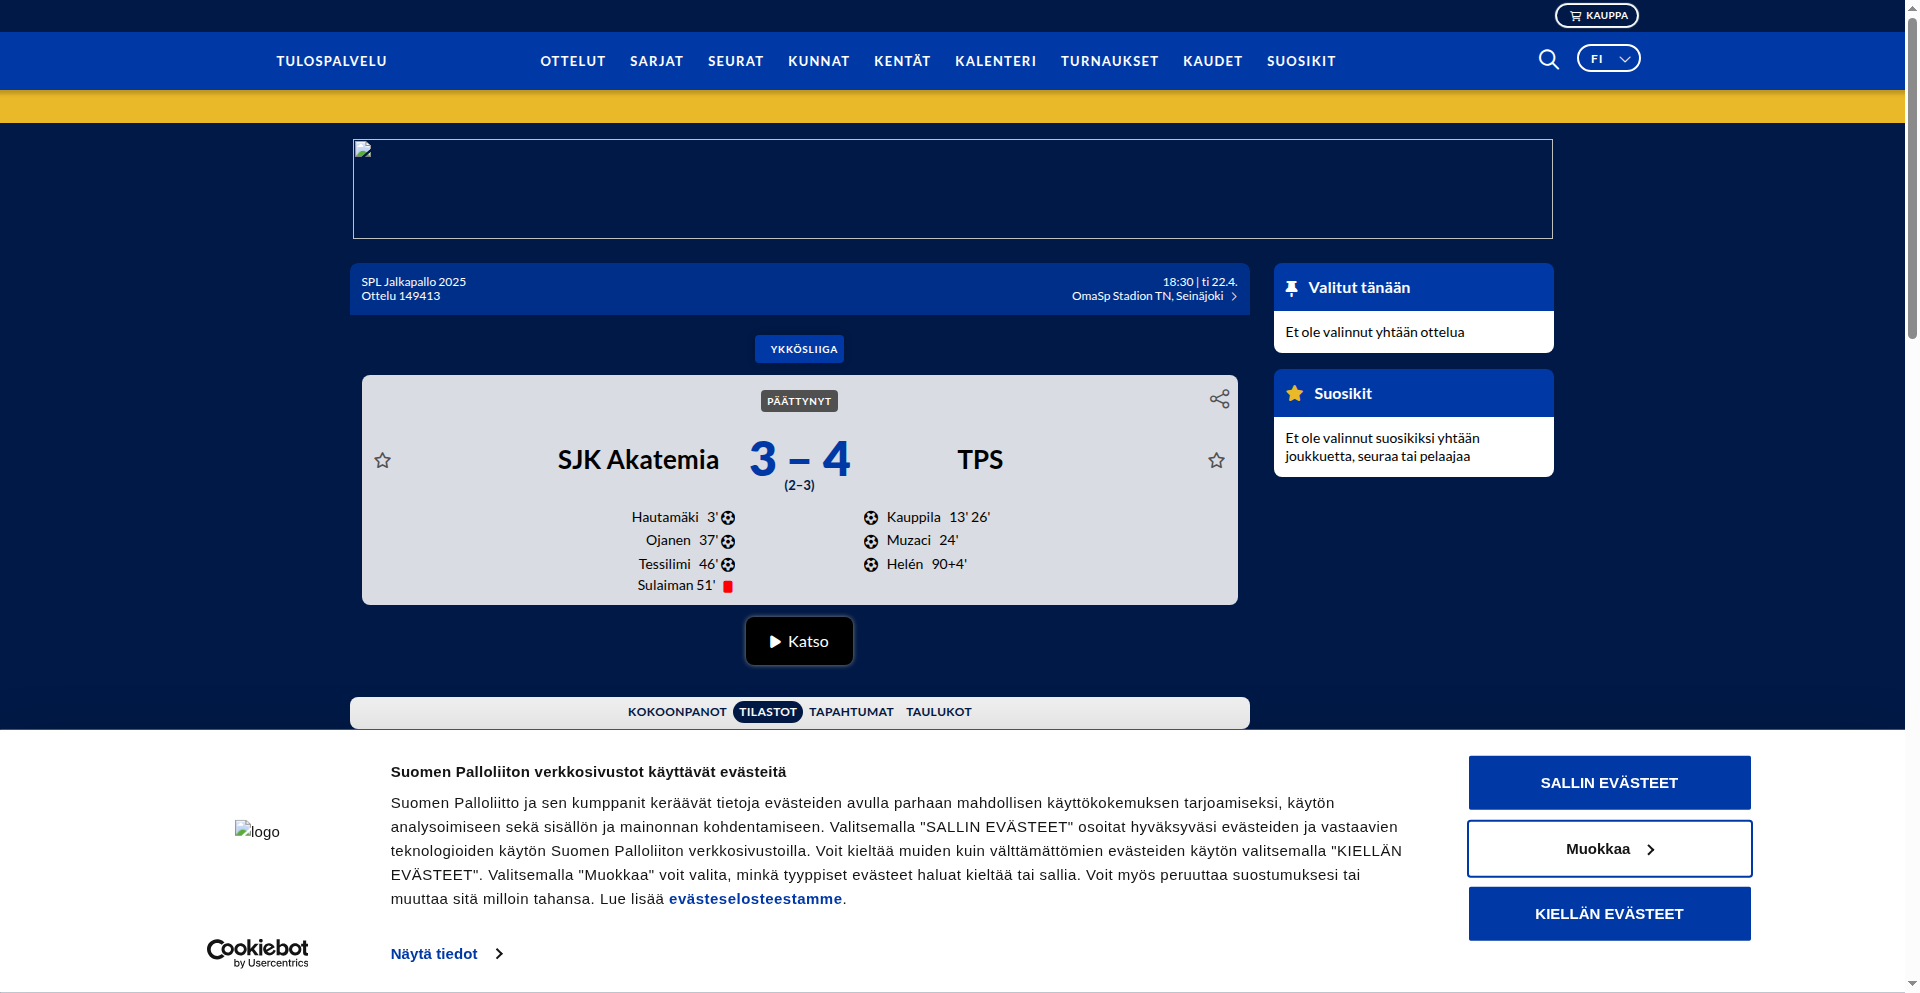 KAUPPA
TULOSPALVELU
OTTELUT SARJAT SEURAT KUNNAT KENTÄT KALENTERI TURNAUKSET KAUDET SUOSIKIT
FI
SPL Jalkapallo 2025
Ottelu 149413
18:30 | ti 22.4.
OmaSp Stadion TN, Seinäjoki
YKKÖSLIIGA
PÄÄTTYNYT
SJK Akatemia 3 – 4 TPS
(2–3)
Hautamäki 3' Kauppila 13' 26'
Ojanen 37' Muzaci 24'
Tessilimi 46' Helén 90+4'
Sulaiman 51'
Katso
KOKOONPANOT TILASTOT TAPAHTUMAT TAULUKOT
Valitut tänään
Et ole valinnut yhtään ottelua
Suosikit
Et ole valinnut suosikiksi yhtään
joukkuetta, seuraa tai pelaajaa
logo
Cookiebot
by Usercentrics
Suomen Palloliiton verkkosivustot käyttävät evästeitä
Suomen Palloliitto ja sen kumppanit keräävät tietoja evästeiden avulla parhaan mahdollisen käyttökokemuksen tarjoamiseksi, käytön
analysoimiseen sekä sisällön ja mainonnan kohdentamiseen. Valitsemalla "SALLIN EVÄSTEET" osoitat hyväksyväsi evästeiden ja vastaavien
teknologioiden käytön Suomen Palloliiton verkkosivustoilla. Voit kieltää muiden kuin välttämättömien evästeiden käytön valitsemalla "KIELLÄN
EVÄSTEET". Valitsemalla "Muokkaa" voit valita, minkä tyyppiset evästeet haluat kieltää tai sallia. Voit myös peruuttaa suostumuksesi tai
muuttaa sitä milloin tahansa. Lue lisää evästeselosteestamme.
Näytä tiedot
SALLIN EVÄSTEET
Muokkaa
KIELLÄN EVÄSTEET